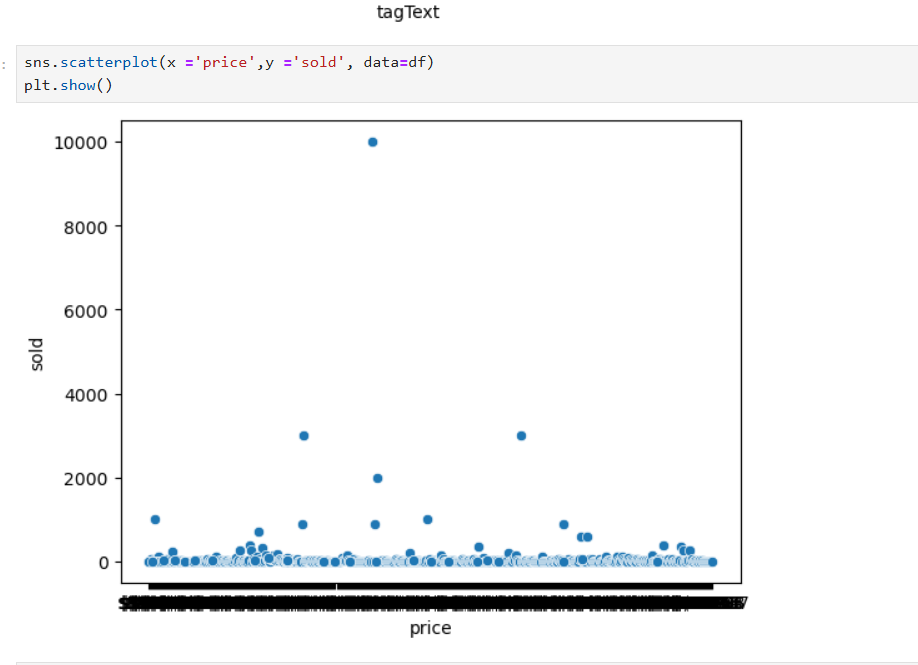 tagText
:
sns.scatterplot(x ='price',y ='sold', data=df)
plt.show()
10000
8000
6000
4000
2000
0
sold
price